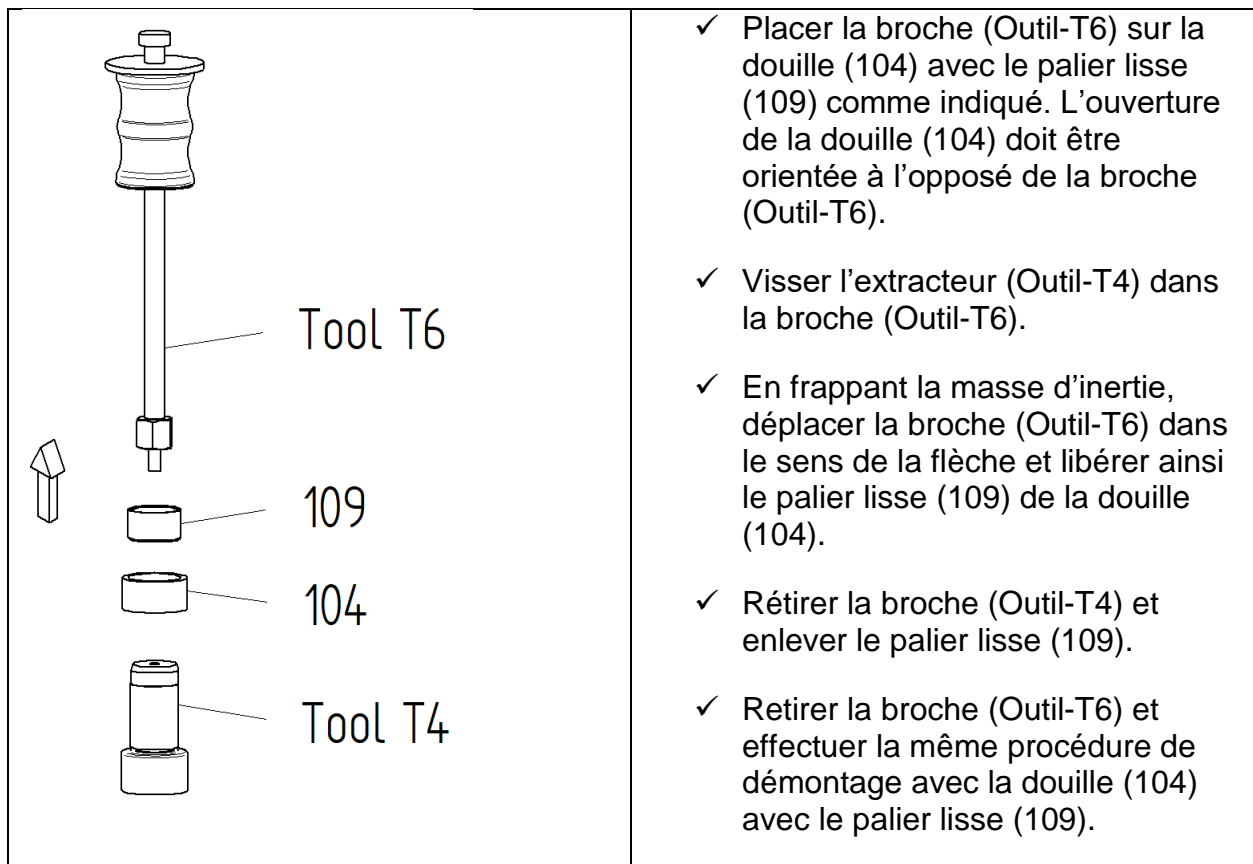 Tool T6
109
104
Tool T4
✓ Placer la broche (Outil-T6) sur la
douille (104) avec le palier lisse
(109) comme indiqué. L’ouverture
de la douille (104) doit être
orientée à l’opposé de la broche
(Outil-T6).
✓ Visser l’extracteur (Outil-T4) dans
la broche (Outil-T6).
✓ En frappant la masse d’inertie,
déplacer la broche (Outil-T6) dans
le sens de la flèche et libérer ainsi
le palier lisse (109) de la douille
(104).
✓ Rétirer la broche (Outil-T4) et
enlever le palier lisse (109).
✓ Retirer la broche (Outil-T6) et
effectuer la même procédure de
démontage avec la douille (104)
avec le palier lisse (109).